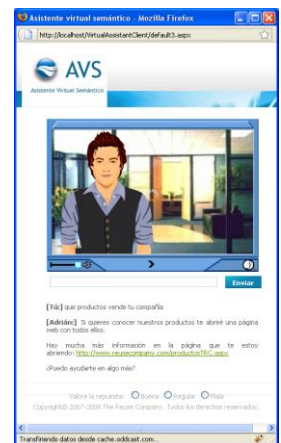 Asistente virtual semántico - Mozilla Firefox
http://localhost/VirtualAssistantClient/default3.aspx
AVS
Asistente Virtual Semántico
Enviar
[Tú:] que productos vende tu compañía
[Adrián:] Si quieres conocer nuestros productos te abriré una página
web con todos ellos.
Hay mucha más información en la página que te estoy
abriendo: http://www.reusecompany.com/productosTRC.aspx
¿Puedo ayudarte en algo más?
Valore la repuesta: Buena Regular Mala
Copyright© 2007-2008 The Reuse Company. Todos los derechos reservados.
Transfiriendo datos desde cache.oddcast.com...